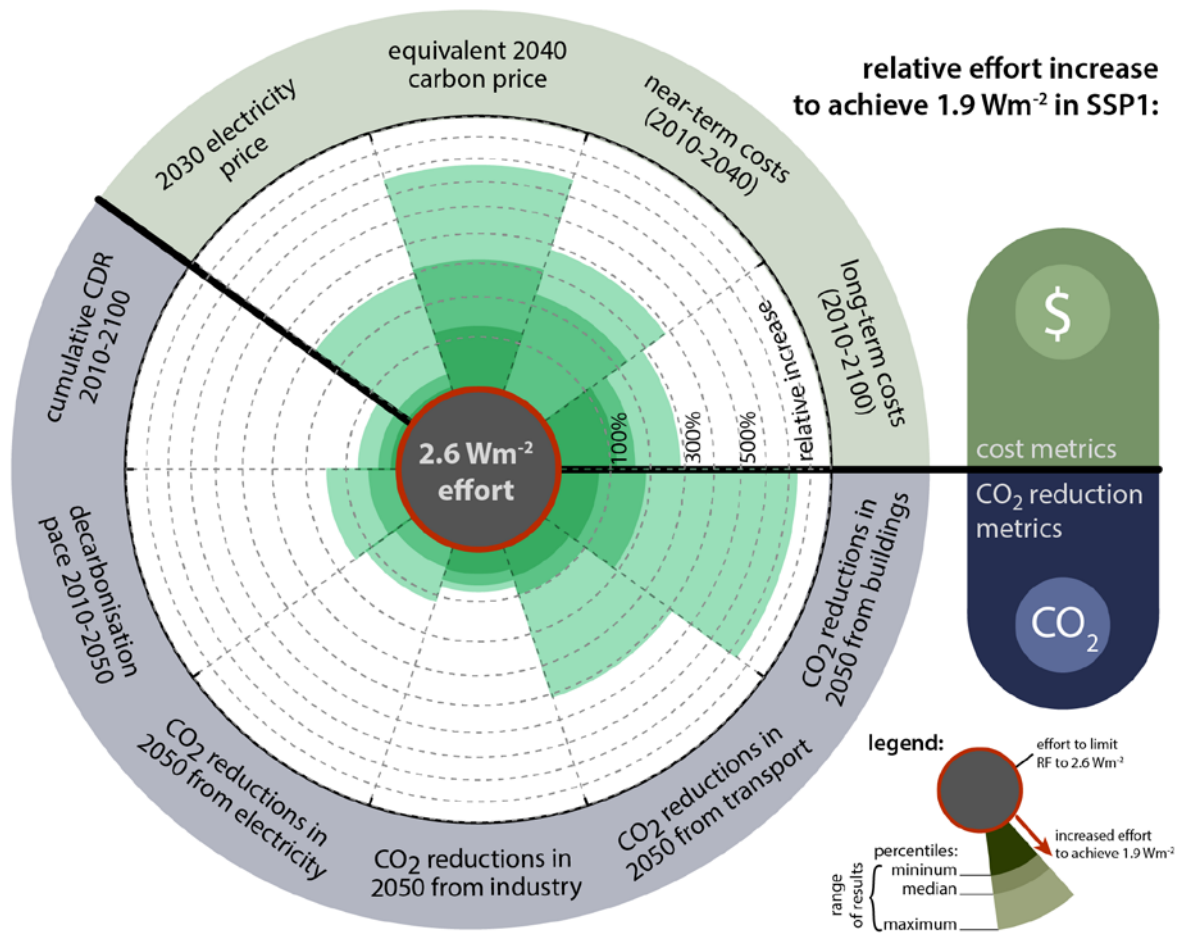 relative effort increase
to achieve 1.9 Wm-2 in SSP1:
equivalent 2040
carbon price
near-term costs
(2010-2040)
long-term costs
(2010-2100)
2030 electricity
price
cumulative CDR
2010-2100
decarbonisation
pace 2010-2050
CO2 reductions in
2050 from electricity
CO2 reductions in
2050 from industry
CO2 reductions in
2050 from transport
CO2 reductions in
2050 from buildings
2.6 Wm-2
effort
100%
300%
500%
relative increase
$
cost metrics
CO2 reduction
metrics
CO2
legend:
effort to limit
RF to 2.6 Wm-2
increased effort
to achieve 1.9 Wm-2
percentiles:
mininum
median
maximum
range
of results